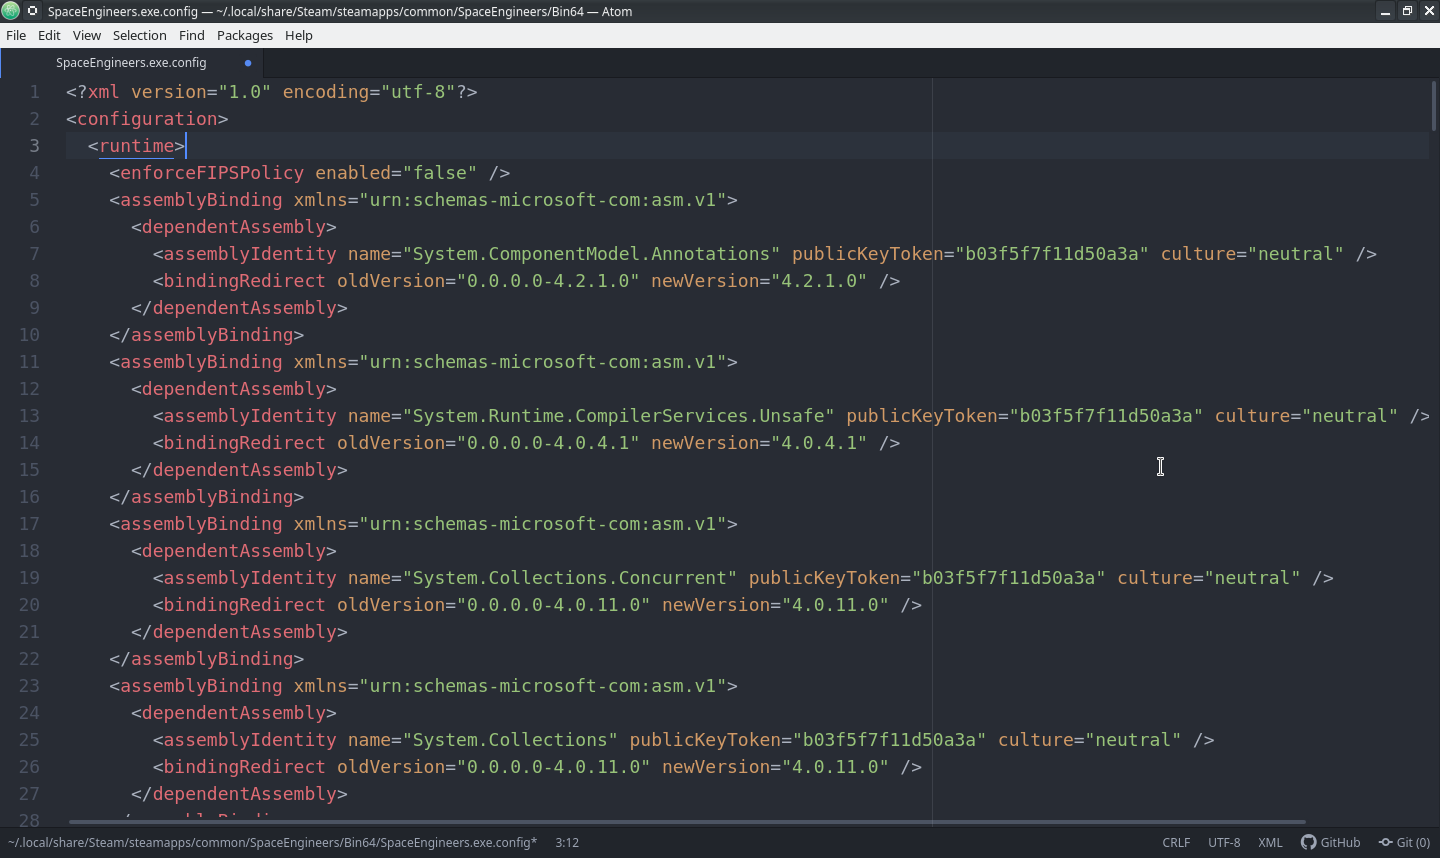 SpaceEngineers.exe.config — ~/.local/share/Steam/steamapps/common/SpaceEngineers/Bin64 — Atom
File Edit View Selection Find Packages Help
SpaceEngineers.exe.config
1 <?xml version="1.0" encoding="utf-8"?>
2 <configuration>
3 <runtime>
4 <enforceFIPSPolicy enabled="false" />
5 <assemblyBinding xmlns="urn:schemas-microsoft-com:asm.v1">
6 <dependentAssembly>
7 <assemblyIdentity name="System.ComponentModel.Annotations" publicKeyToken="b03f5f7f11d50a3a" culture="neutral" />
8 <bindingRedirect oldVersion="0.0.0.0-4.2.1.0" newVersion="4.2.1.0" />
9 </dependentAssembly>
10 </assemblyBinding>
11 <assemblyBinding xmlns="urn:schemas-microsoft-com:asm.v1">
12 <dependentAssembly>
13 <assemblyIdentity name="System.Runtime.CompilerServices.Unsafe" publicKeyToken="b03f5f7f11d50a3a" culture="neutral" />
14 <bindingRedirect oldVersion="0.0.0.0-4.0.4.1" newVersion="4.0.4.1" />
15 </dependentAssembly>
16 </assemblyBinding>
17 <assemblyBinding xmlns="urn:schemas-microsoft-com:asm.v1">
18 <dependentAssembly>
19 <assemblyIdentity name="System.Collections.Concurrent" publicKeyToken="b03f5f7f11d50a3a" culture="neutral" />
20 <bindingRedirect oldVersion="0.0.0.0-4.0.11.0" newVersion="4.0.11.0" />
21 </dependentAssembly>
22 </assemblyBinding>
23 <assemblyBinding xmlns="urn:schemas-microsoft-com:asm.v1">
24 <dependentAssembly>
25 <assemblyIdentity name="System.Collections" publicKeyToken="b03f5f7f11d50a3a" culture="neutral" />
26 <bindingRedirect oldVersion="0.0.0.0-4.0.11.0" newVersion="4.0.11.0" />
27 </dependentAssembly>
28
~/.local/share/Steam/steamapps/common/SpaceEngineers/Bin64/SpaceEngineers.exe.config* 3:12 CRLF UTF-8 XML GitHub Git (0)